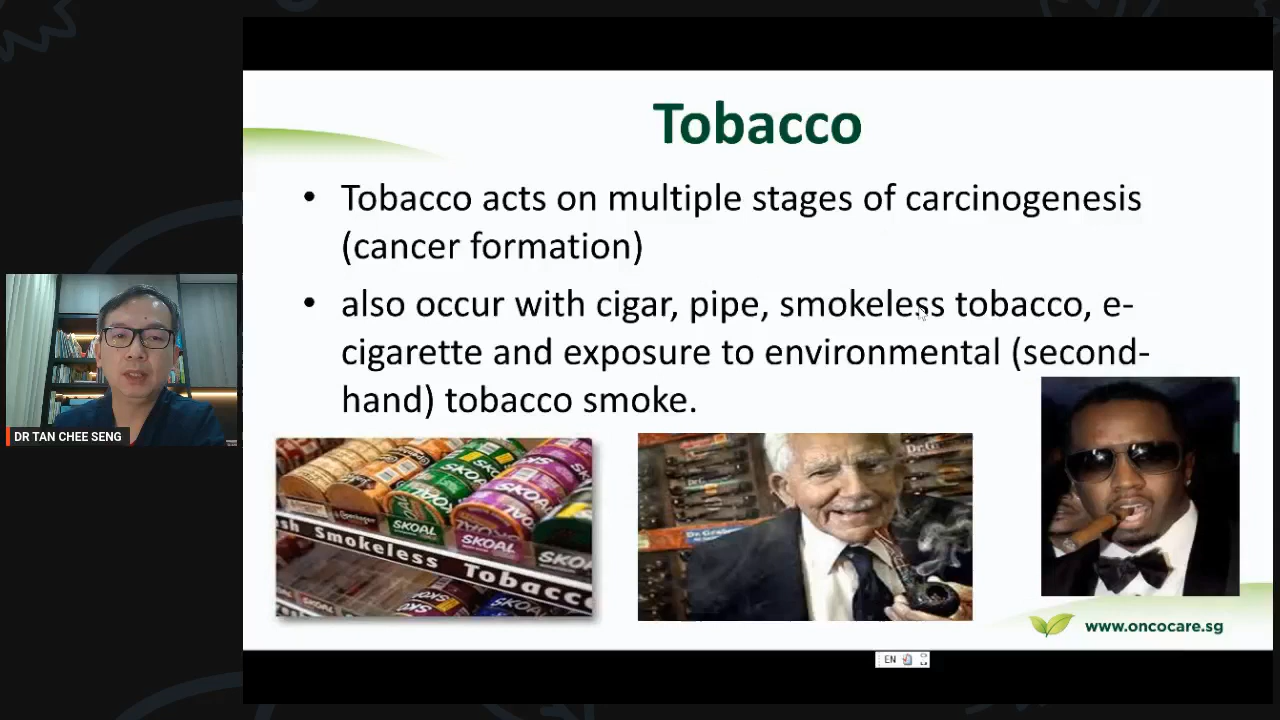 Tobacco
• Tobacco acts on multiple stages of carcinogenesis
(cancer formation)
• also occur with cigar, pipe, smokeless tobacco, e-
cigarette and exposure to environmental (second-
hand) tobacco smoke.
DR TAN CHEE SENG
SKOAL
SKOAL
SKOAL
Smokeless Tobacco
Dr.G
www.oncocare.sg
EN